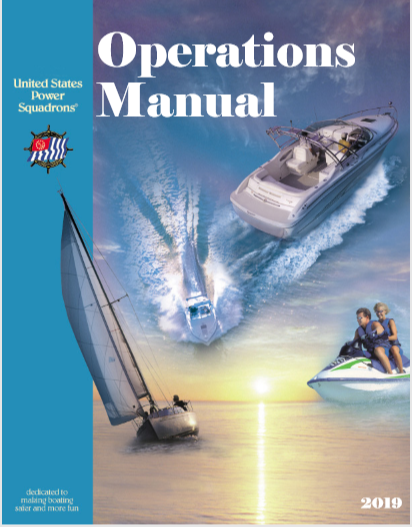 Operations
Manual
United States
Power
Squadrons®
dedicated to
making boating
safer and more fun
2019